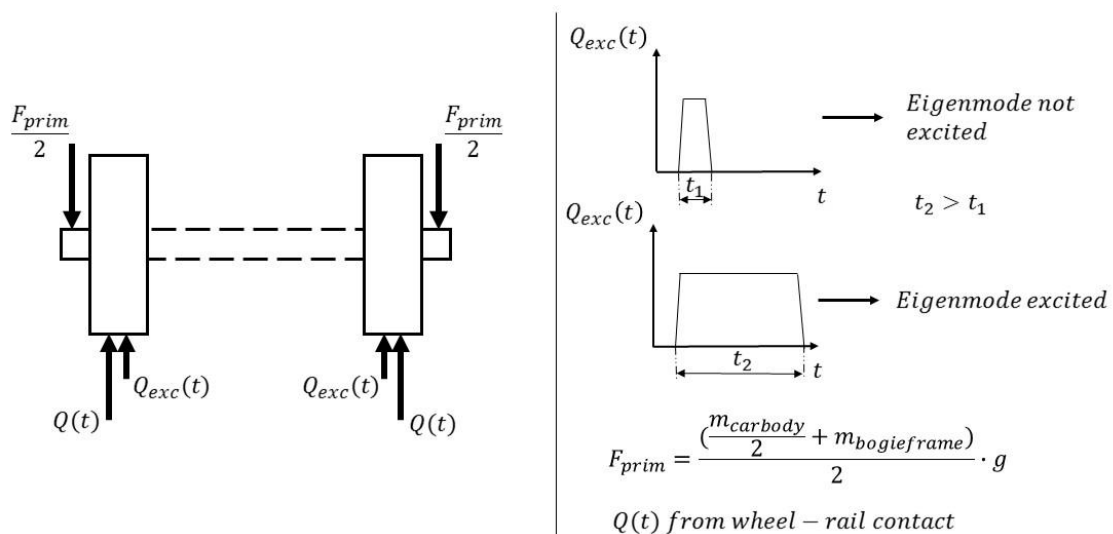 F_prim/2
F_prim/2
Q_exc(t)
Q_exc(t)
Q(t)
Q(t)
Q_exc(t)
t_1
t
Eigenmode not
excited
t_2 > t_1
Q_exc(t)
t_2
t
Eigenmode excited
F_prim = (m_carbody/2 + m_bogieframe)/2 · g
Q(t) from wheel − rail contact